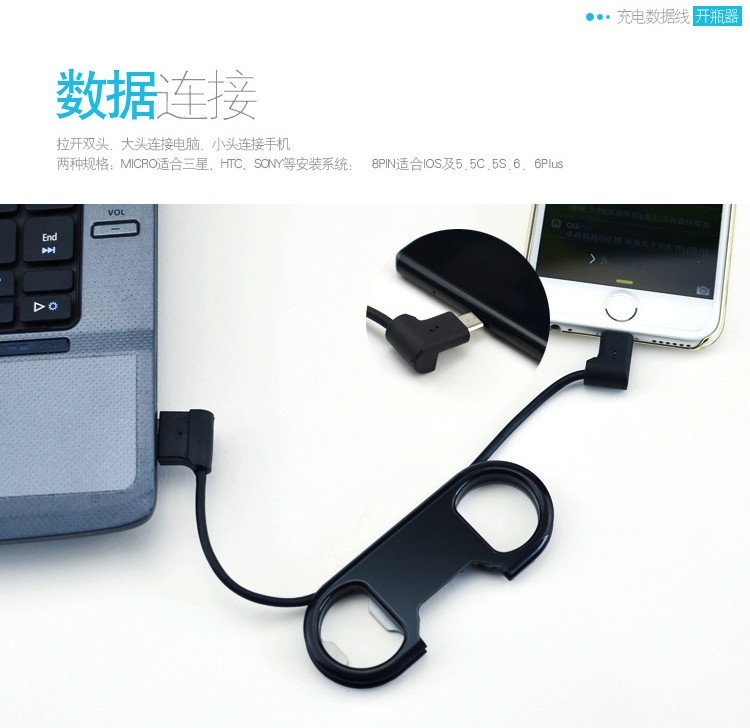 充电数据线 开瓶器
数据连接
拉开双头、大头连接电脑、小头连接手机
两种规格：MICRO适合三星、HTC、SONY等安装系统； 8PIN适合IOS及5、5C、5S、6、6Plus
VOL
End
QQ